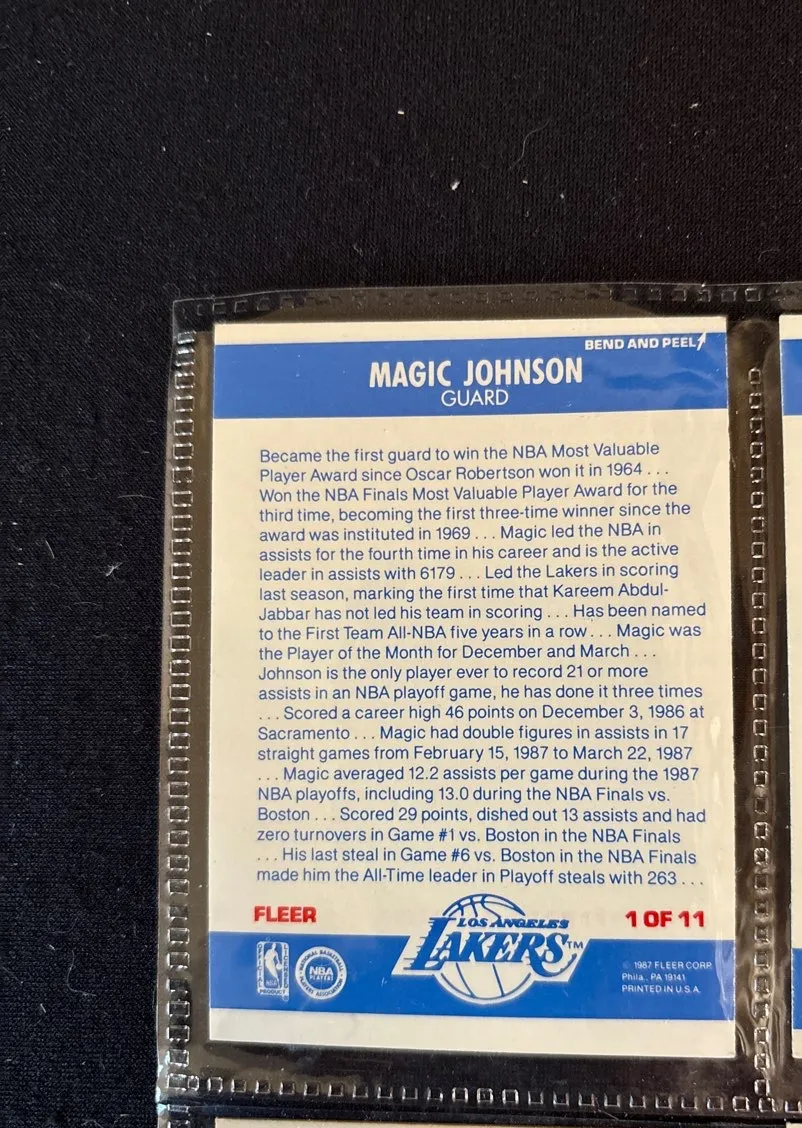 BEND AND PEEL
MAGIC JOHNSON
GUARD
Became the first guard to win the NBA Most Valuable
Player Award since Oscar Robertson won it in 1964 . . .
Won the NBA Finals Most Valuable Player Award for the
third time, becoming the first three-time winner since the
award was instituted in 1969 . . . Magic led the NBA in
assists for the fourth time in his career and is the active
leader in assists with 6179 . . . Led the Lakers in scoring
last season, marking the first time that Kareem Abdul-
Jabbar has not led his team in scoring . . . Has been named
to the First Team All-NBA five years in a row . . . Magic was
the Player of the Month for December and March . . .
Johnson is the only player ever to record 21 or more
assists in an NBA playoff game, he has done it three times
. . . Scored a career high 46 points on December 3, 1986 at
Sacramento . . . Magic had double figures in assists in 17
straight games from February 15, 1987 to March 22, 1987
. . . Magic averaged 12.2 assists per game during the 1987
NBA playoffs, including 13.0 during the NBA Finals vs.
Boston . . . Scored 29 points, dished out 13 assists and had
zero turnovers in Game #1 vs. Boston in the NBA Finals
. . . His last steal in Game #6 vs. Boston in the NBA Finals
made him the All-Time leader in Playoff steals with 263 . . .
FLEER
1 OF 11
LOS ANGELES
LAKERS™
NBA
PRODUCT
NATIONAL BASKETBALL
NBA
PLAYERS
ASSOCIATION
© 1987 FLEER CORP.
Phila., PA 19141
PRINTED IN U.S.A.